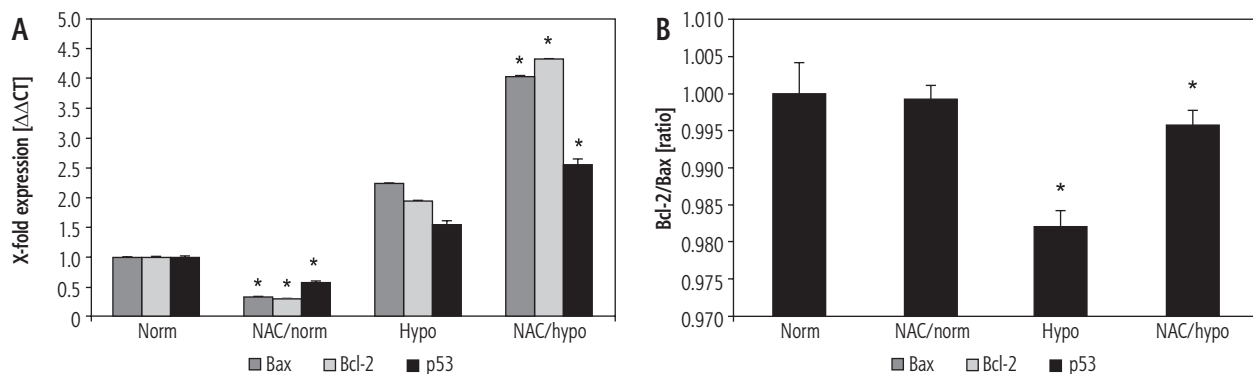 A
X-fold expression [ΔΔCT]
5.0
4.5
4.0
3.5
3.0
2.5
2.0
1.5
1.0
0.5
0
* * *
* * *
Norm NAC/norm Hypo NAC/hypo
Bax Bcl-2 p53
B
Bcl-2/Bax [ratio]
1.010
1.005
1.000
0.995
0.990
0.985
0.980
0.975
0.970
*
*
Norm NAC/norm Hypo NAC/hypo
Bax Bcl-2 p53